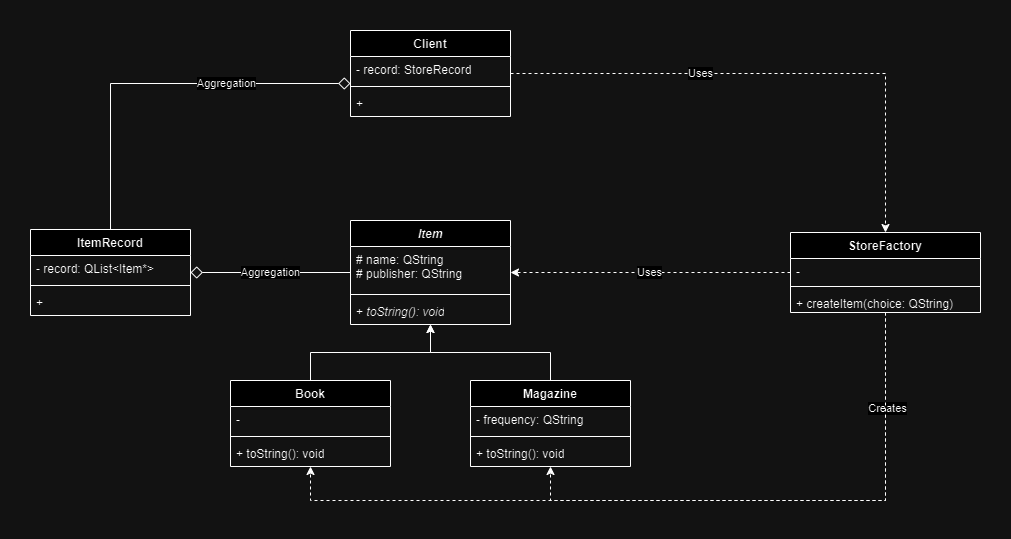 Client
- record: StoreRecord
+
Aggregation
Uses
ItemRecord
- record: QList<Item*>
+
Aggregation
Item
# name: QString
# publisher: QString
+ toString(): void
Uses
StoreFactory
-
+ createItem(choice: QString)
Book
-
+ toString(): void
Magazine
- frequency: QString
+ toString(): void
Creates